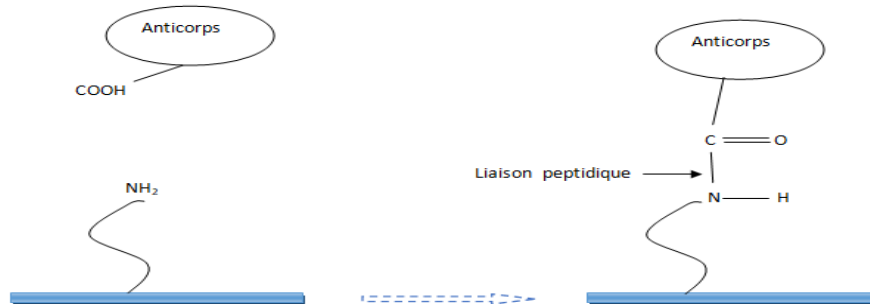 Anticorps
COOH
NH₂
Anticorps
C O
Liaison peptidique
N H